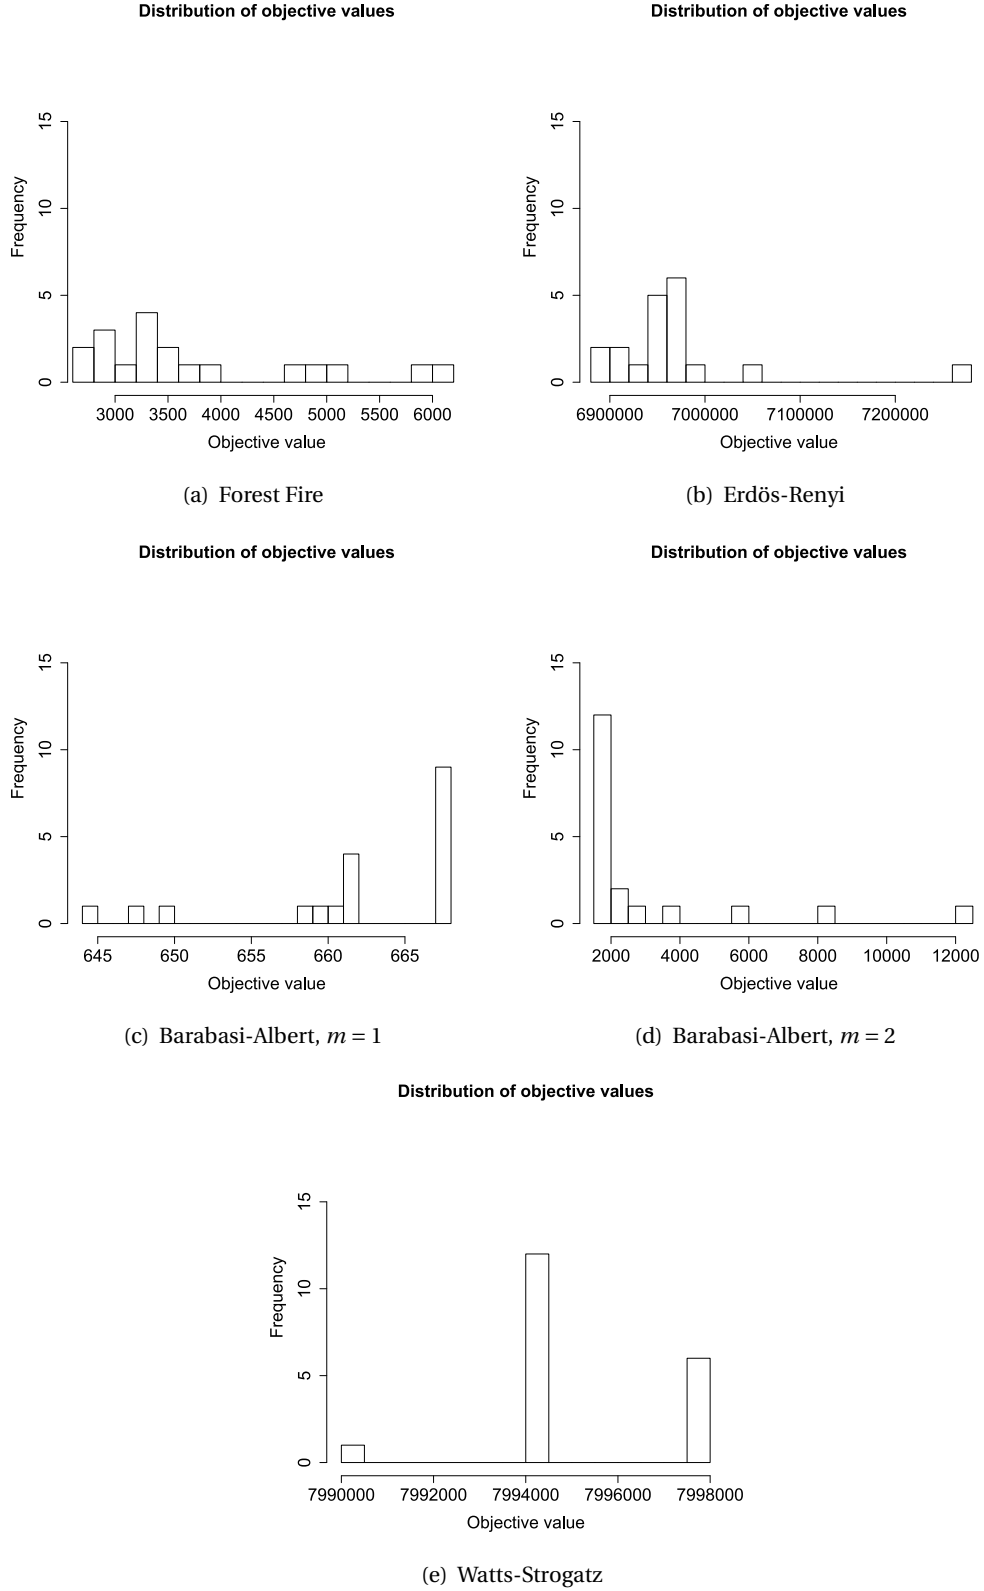 Distribution of objective values
Frequency
0 5 10 15
3000 3500 4000 4500 5000 5500 6000
Objective value
(a) Forest Fire
Distribution of objective values
Frequency
0 5 10 15
6900000 7000000 7100000 7200000
Objective value
(b) Erdös-Renyi
Distribution of objective values
Frequency
0 5 10 15
645 650 655 660 665
Objective value
(c) Barabasi-Albert, m = 1
Distribution of objective values
Frequency
0 5 10 15
2000 4000 6000 8000 10000 12000
Objective value
(d) Barabasi-Albert, m = 2
Distribution of objective values
Frequency
0 5 10 15
7990000 7992000 7994000 7996000 7998000
Objective value
(e) Watts-Strogatz